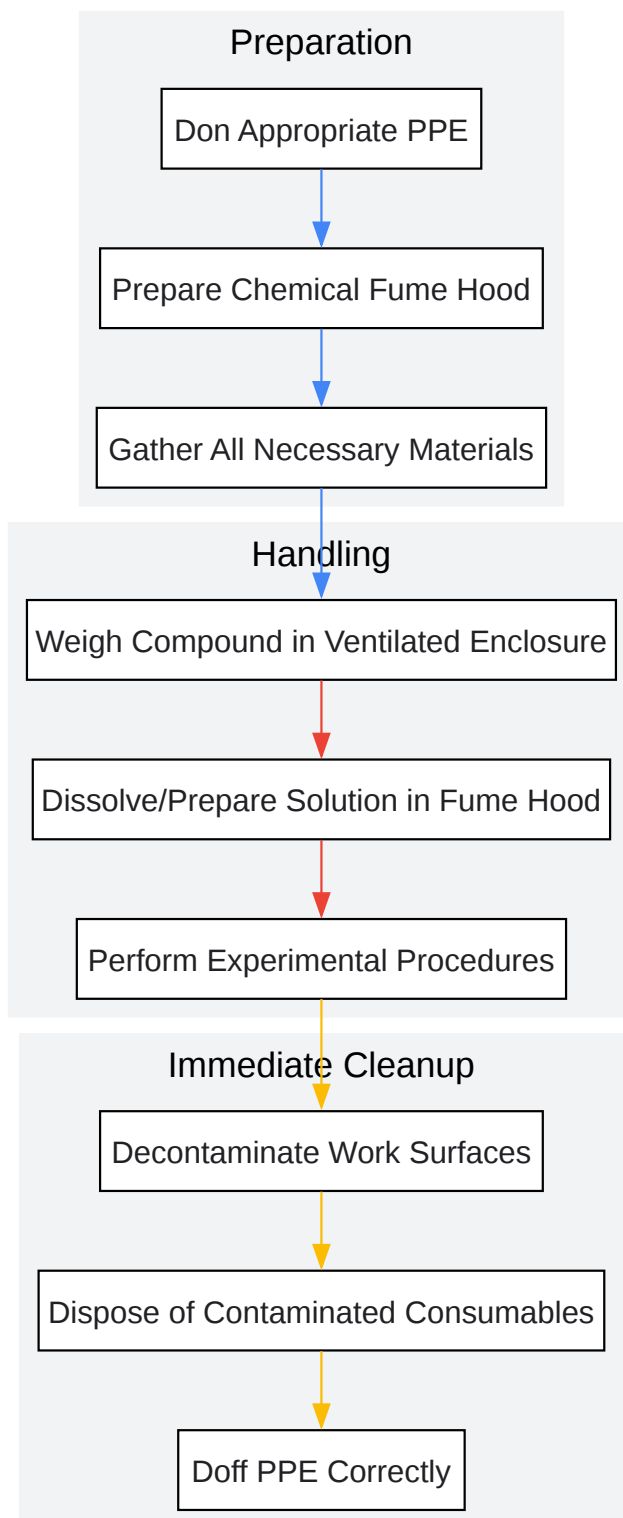 Preparation
Don Appropriate PPE
Prepare Chemical Fume Hood
Gather All Necessary Materials
Handling
Weigh Compound in Ventilated Enclosure
Dissolve/Prepare Solution in Fume Hood
Perform Experimental Procedures
Immediate Cleanup
Decontaminate Work Surfaces
Dispose of Contaminated Consumables
Doff PPE Correctly